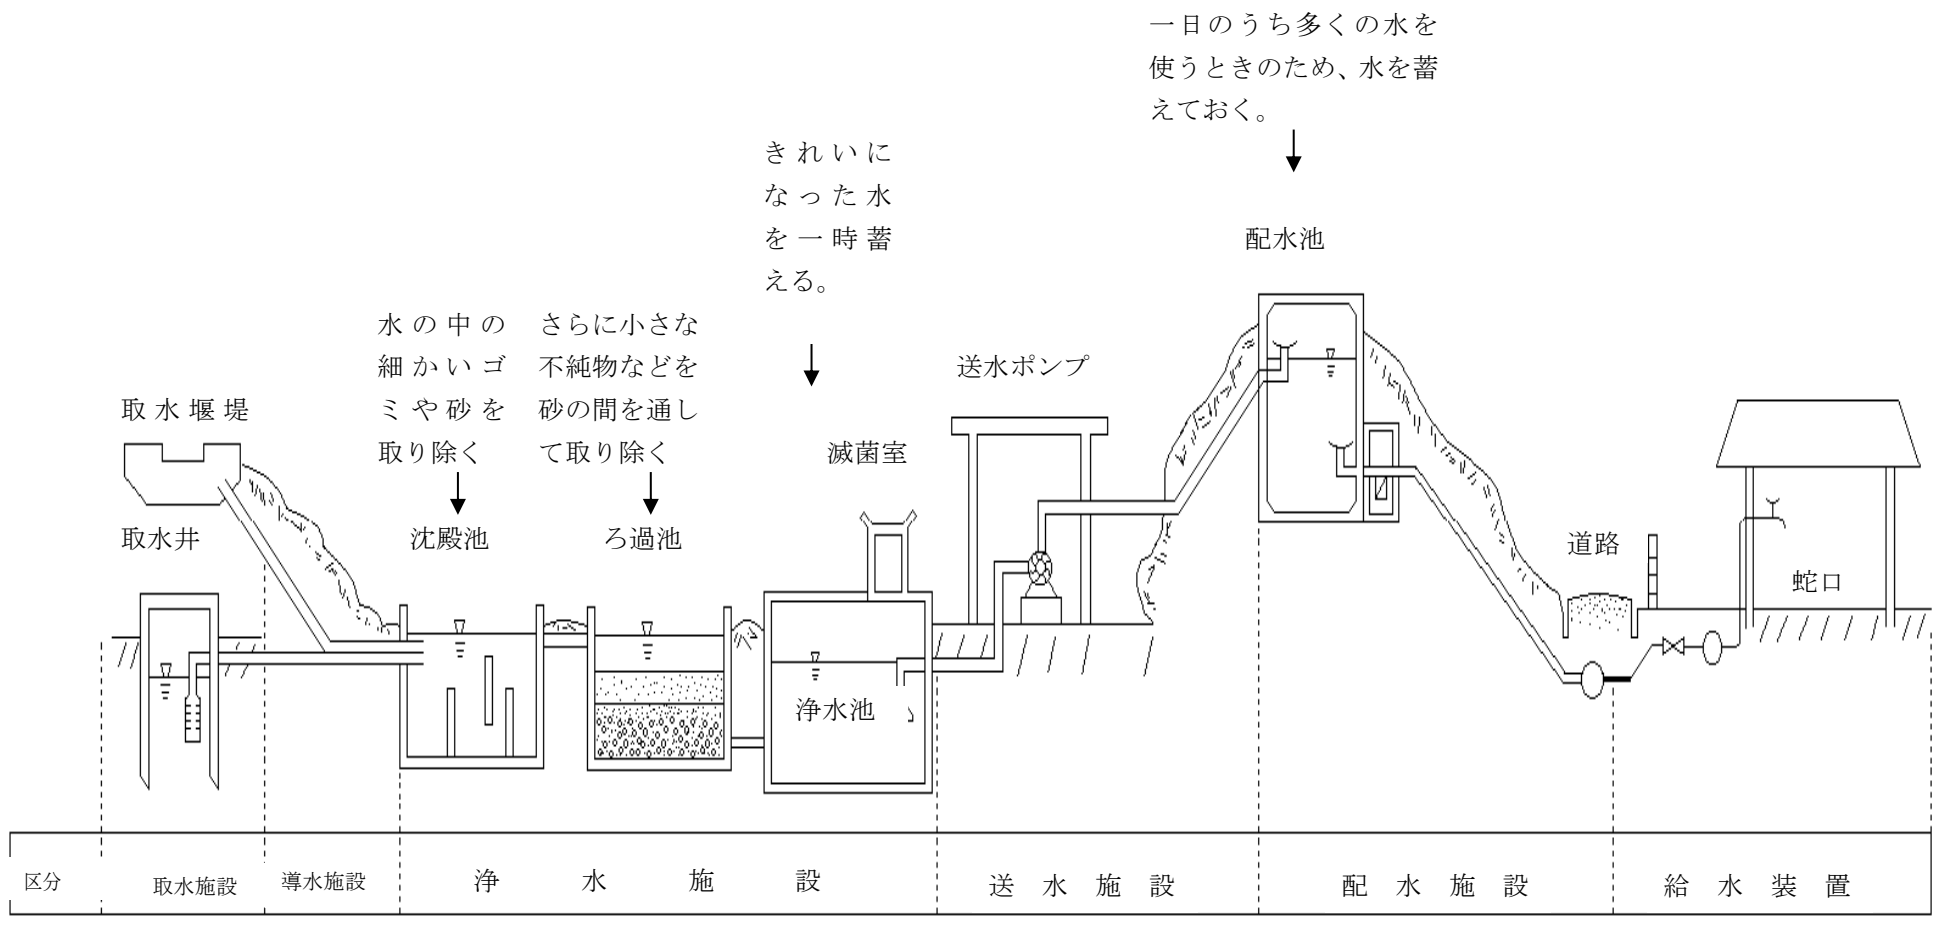 一日のうち多くの水を
使うときのため、水を蓄
えておく。
きれいに
なった水
を一時蓄
える。
配水池
水の中の
細かいゴ
ミや砂を
取り除く
さらに小さな
不純物などを
砂の間を通し
て取り除く
送水ポンプ
取水堰堤
滅菌室
取水井
沈殿池
ろ過池
道路
蛇口
浄水池
区分
取水施設
導水施設
浄水施設
送水施設
配水施設
給水装置